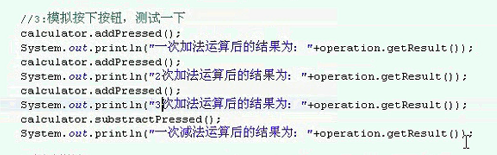 //3:模拟按下按钮，测试一下
calculator.addPressed();
System.out.println("一次加法运算后的结果为："+operation.getResult());
calculator.addPressed();
System.out.println("2次加法运算后的结果为："+operation.getResult());
calculator.addPressed();
System.out.println("3次加法运算后的结果为："+operation.getResult());
calculator.substractPressed();
System.out.println("一次减法运算后的结果为："+operation.getResult());